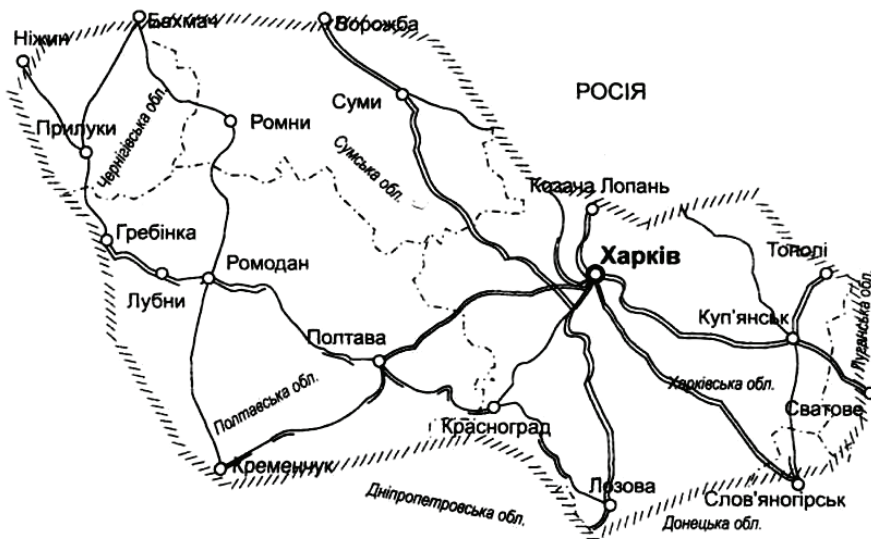 Бахмач
Ворожба
Ніжин
РОСІЯ
Суми
Ромни
Прилуки
Чернігівська обл.
Сумська обл.
Козача Лопань
Гребінка
Харків
Тополі
Ромодан
Лубни
Куп'янськ
Луганська обл.
Полтава
Харківська обл.
Полтавська обл.
Сватове
Красноград
Кременчук
Лозова
Слов'яногірськ
Дніпропетровська обл.
Донецька обл.